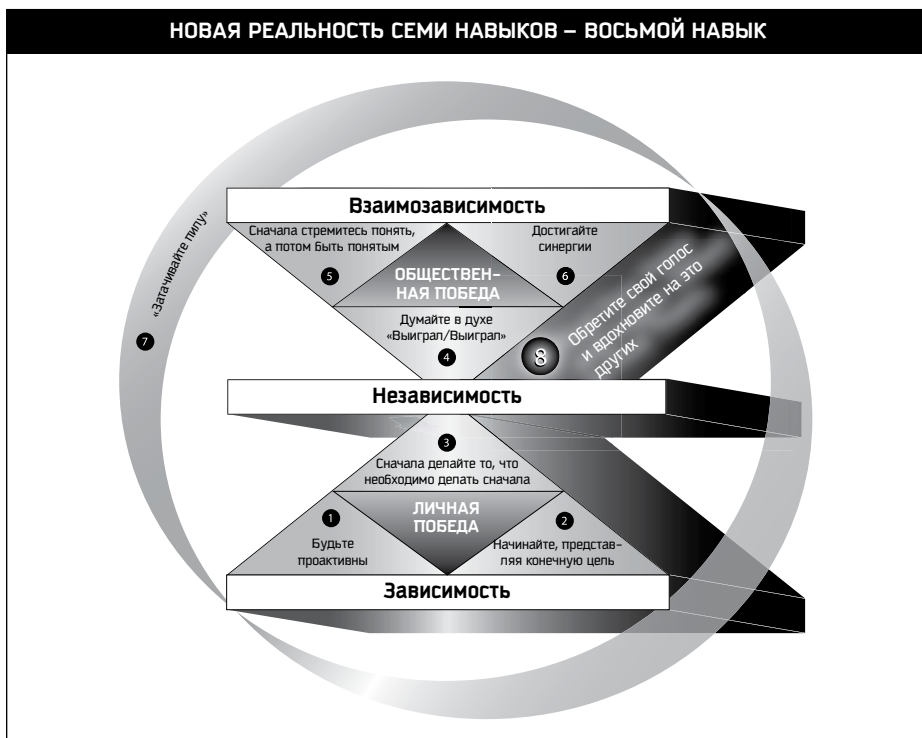 НОВАЯ РЕАЛЬНОСТЬ СЕМИ НАВЫКОВ – ВОСЬМОЙ НАВЫК
Взаимозависимость
Сначала стремитесь понять,
а потом быть понятым
5
Достигайте
синергии
6
ОБЩЕСТВЕН-
НАЯ ПОБЕДА
Думайте в духе
«Выиграл/Выиграл»
4
«Затачивайте пилу»
7
8
Обретите свой голос
и вдохновите на это
других
Независимость
3
Сначала делайте то, что
необходимо делать сначала
ЛИЧНАЯ
ПОБЕДА
1
Будьте
проактивны
2
Начинайте, представ-
ляя конечную цель
Зависимость